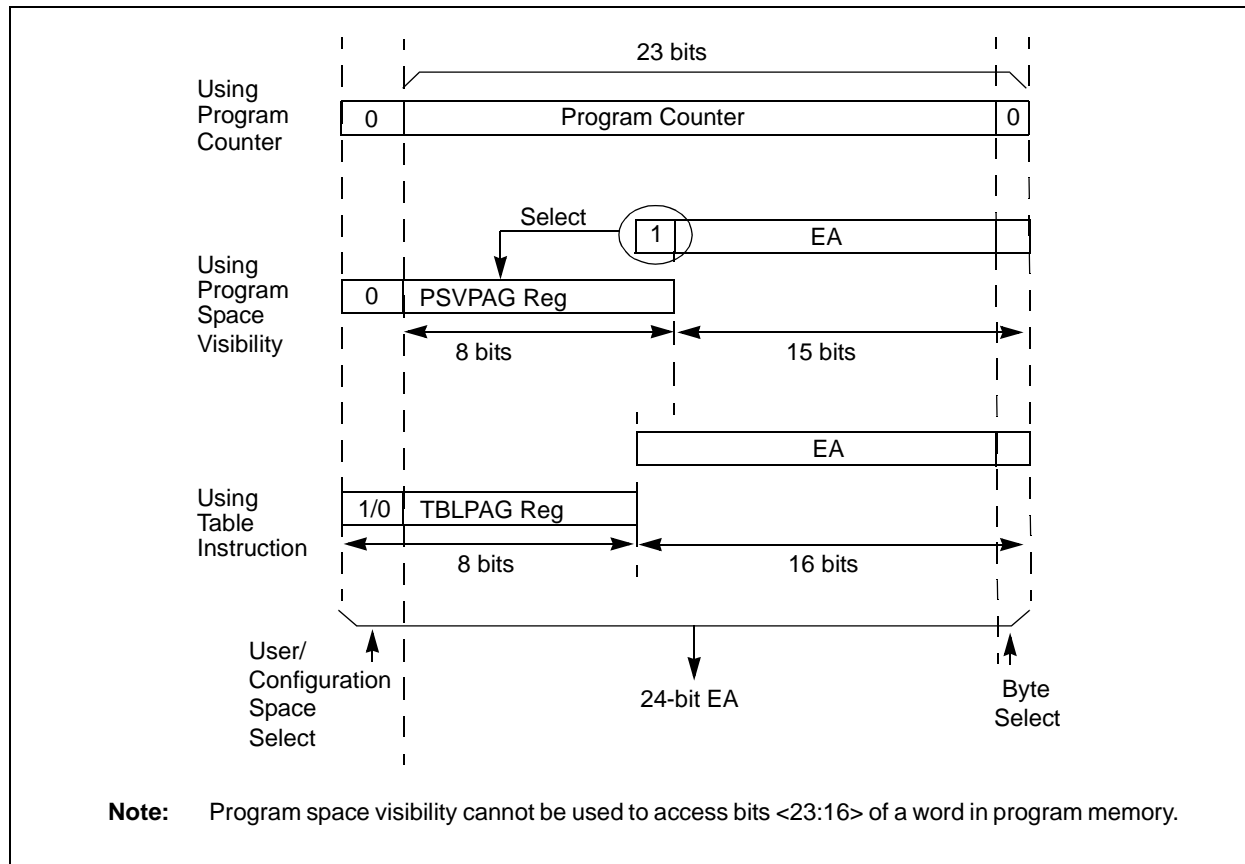 23 bits
Using
Program
Counter
0
Program Counter
0
Select
1
EA
Using
Program
Space
Visibility
0
PSVPAG Reg
8 bits
15 bits
EA
Using
Table
Instruction
1/0
TBLPAG Reg
8 bits
16 bits
User/
Configuration
Space
Select
24-bit EA
Byte
Select
Note: Program space visibility cannot be used to access bits <23:16> of a word in program memory.